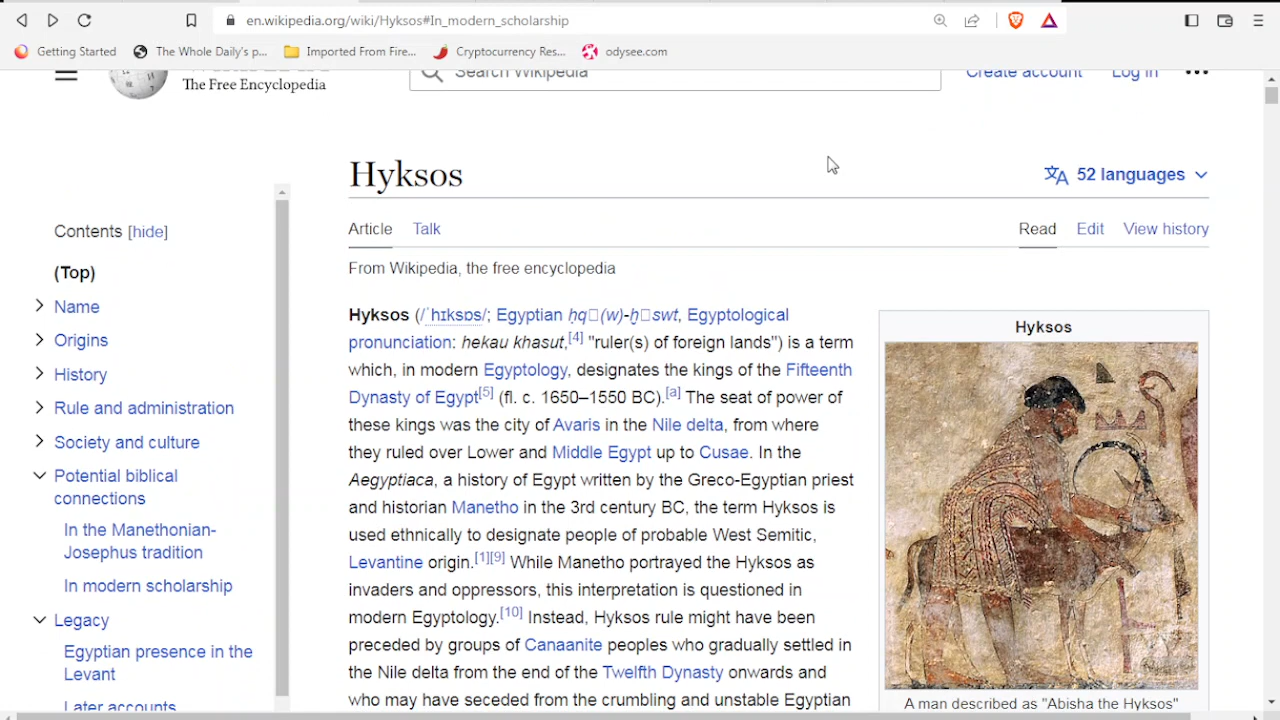 en.wikipedia.org/wiki/Hyksos#In_modern_scholarship
Getting Started
The Whole Daily's p...
Imported From Fire...
Cryptocurrency Res...
odysee.com
The Free Encyclopedia
Search Wikipedia
Create account
Log in
Hyksos
52 languages
Article
Talk
Read
Edit
View history
From Wikipedia, the free encyclopedia
Contents [hide]
(Top)
Name
Origins
History
Rule and administration
Society and culture
Potential biblical
connections
In the Manethonian-
Josephus tradition
In modern scholarship
Legacy
Egyptian presence in the
Levant
Later accounts
Hyksos (/ˈhɪksɒs/; Egyptian ḥq□(w)-ḫ□swt, Egyptological
pronunciation: hekau khasut,[4] "ruler(s) of foreign lands") is a term
which, in modern Egyptology, designates the kings of the Fifteenth
Dynasty of Egypt[5] (fl. c. 1650–1550 BC).[a] The seat of power of
these kings was the city of Avaris in the Nile delta, from where
they ruled over Lower and Middle Egypt up to Cusae. In the
Aegyptiaca, a history of Egypt written by the Greco-Egyptian priest
and historian Manetho in the 3rd century BC, the term Hyksos is
used ethnically to designate people of probable West Semitic,
Levantine origin.[1][9] While Manetho portrayed the Hyksos as
invaders and oppressors, this interpretation is questioned in
modern Egyptology.[10] Instead, Hyksos rule might have been
preceded by groups of Canaanite peoples who gradually settled in
the Nile delta from the end of the Twelfth Dynasty onwards and
who may have seceded from the crumbling and unstable Egyptian
Hyksos
A man described as "Abisha the Hyksos"